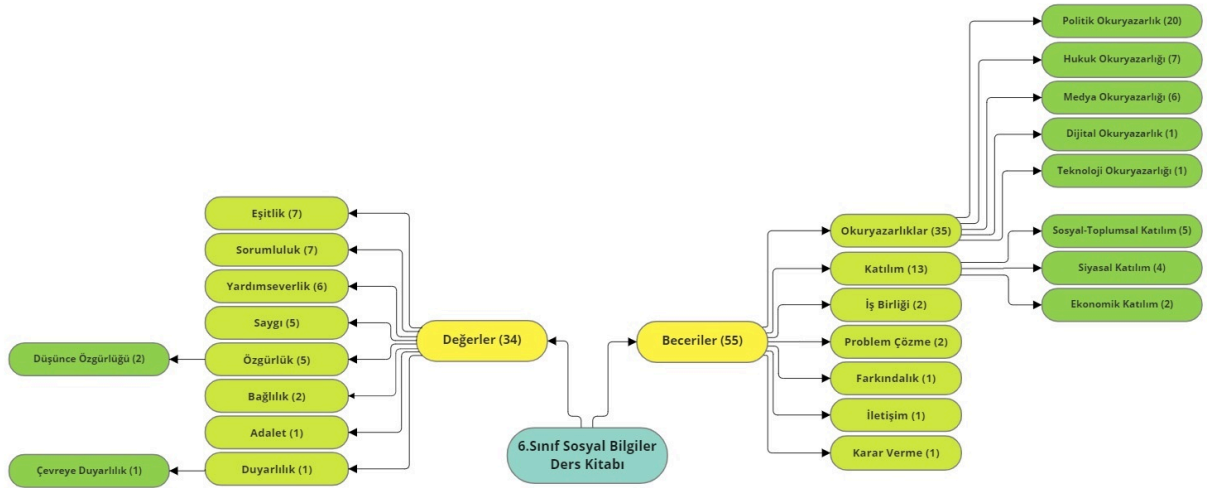 Politik Okuryazarlık (20)
Hukuk Okuryazarlığı (7)
Medya Okuryazarlığı (6)
Dijital Okuryazarlık (1)
Teknoloji Okuryazarlığı (1)
Eşitlik (7)
Sorumluluk (7)
Yardımseverlik (6)
Saygı (5)
Özgürlük (5)
Bağlılık (2)
Adalet (1)
Duyarlılık (1)
Düşünce Özgürlüğü (2)
Çevreye Duyarlılık (1)
Değerler (34)
Beceriler (55)
6.Sınıf Sosyal Bilgiler
Ders Kitabı
Okuryazarlıklar (35)
Katılım (13)
İş Birliği (2)
Problem Çözme (2)
Farkındalık (1)
İletişim (1)
Karar Verme (1)
Sosyal-Toplumsal Katılım (5)
Siyasal Katılım (4)
Ekonomik Katılım (2)